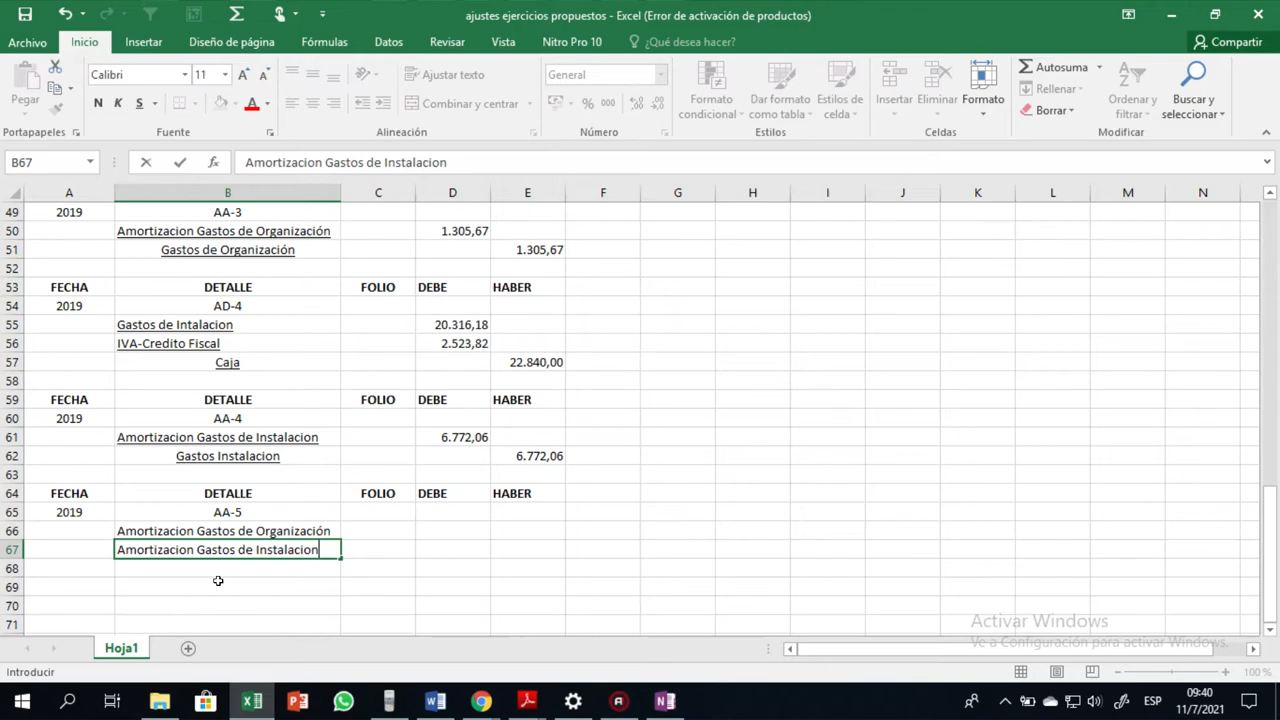 ajustes ejercicios propuestos - Excel (Error de activación de productos)
Archivo Inicio Insertar Diseño de página Fórmulas Datos Revisar Vista Nitro Pro 10 ¿Qué desea hacer? Compartir
Pegar Calibri 11 Ajustar texto General Formato condicional Dar formato como tabla Estilos de celda Insertar Eliminar Formato Autosuma Ordenar y filtrar Buscar y seleccionar
N K S A Combinar y centrar % 000 Rellenar Borrar
Portapapeles Fuente Alineación Número Estilos Celdas Modificar
B67 fx Amortizacion Gastos de Instalacion
A B C D E F G H I J K L M N
49 2019 AA-3
50 Amortizacion Gastos de Organización 1.305,67
51 Gastos de Organización 1.305,67
52
53 FECHA DETALLE FOLIO DEBE HABER
54 2019 AD-4
55 Gastos de Intalacion 20.316,18
56 IVA-Credito Fiscal 2.523,82
57 Caja 22.840,00
58
59 FECHA DETALLE FOLIO DEBE HABER
60 2019 AA-4
61 Amortizacion Gastos de Instalacion 6.772,06
62 Gastos Instalacion 6.772,06
63
64 FECHA DETALLE FOLIO DEBE HABER
65 2019 AA-5
66 Amortizacion Gastos de Organización
67 Amortizacion Gastos de Instalacion
68
69
70
71
Activar Windows
Ve a Configuración para activar Windows.
Hoja1
Introducir 100 %
ESP 09:40
11/7/2021